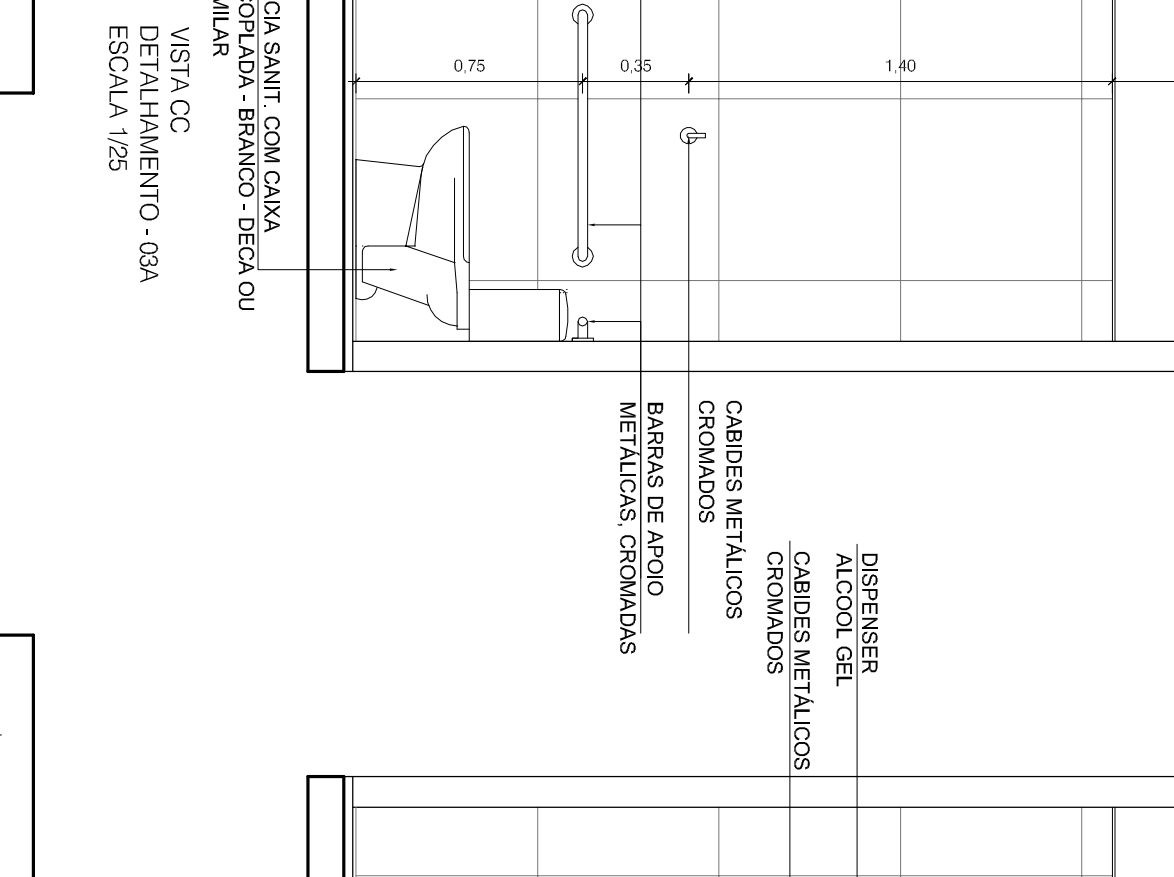 0,75
0,35
1,40
CIA SANIT. COM CAIXA
COPLADA - BRANCO - DECA OU
MILAR
VISTA CC
DETALHAMENTO - 03A
ESCALA 1/25
CABIDES METÁLICOS
CROMADOS
BARRAS DE APOIO
METÁLICAS, CROMADAS
DISPENSER
ALCOOL GEL
CABIDES METÁLICOS
CROMADOS